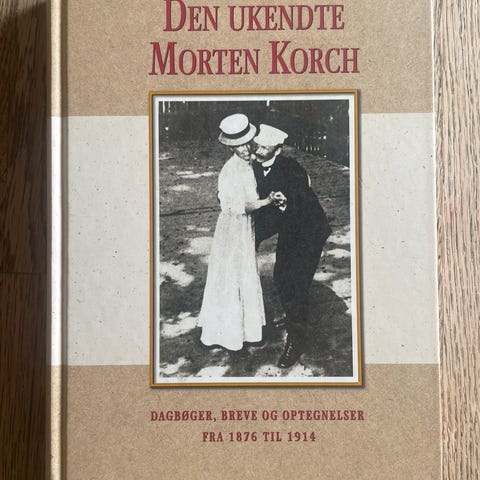 DEN UKENDTE
MORTEN KORCH
DAGBØGER, BREVE OG OPTEGNELSER
FRA 1876 TIL 1914